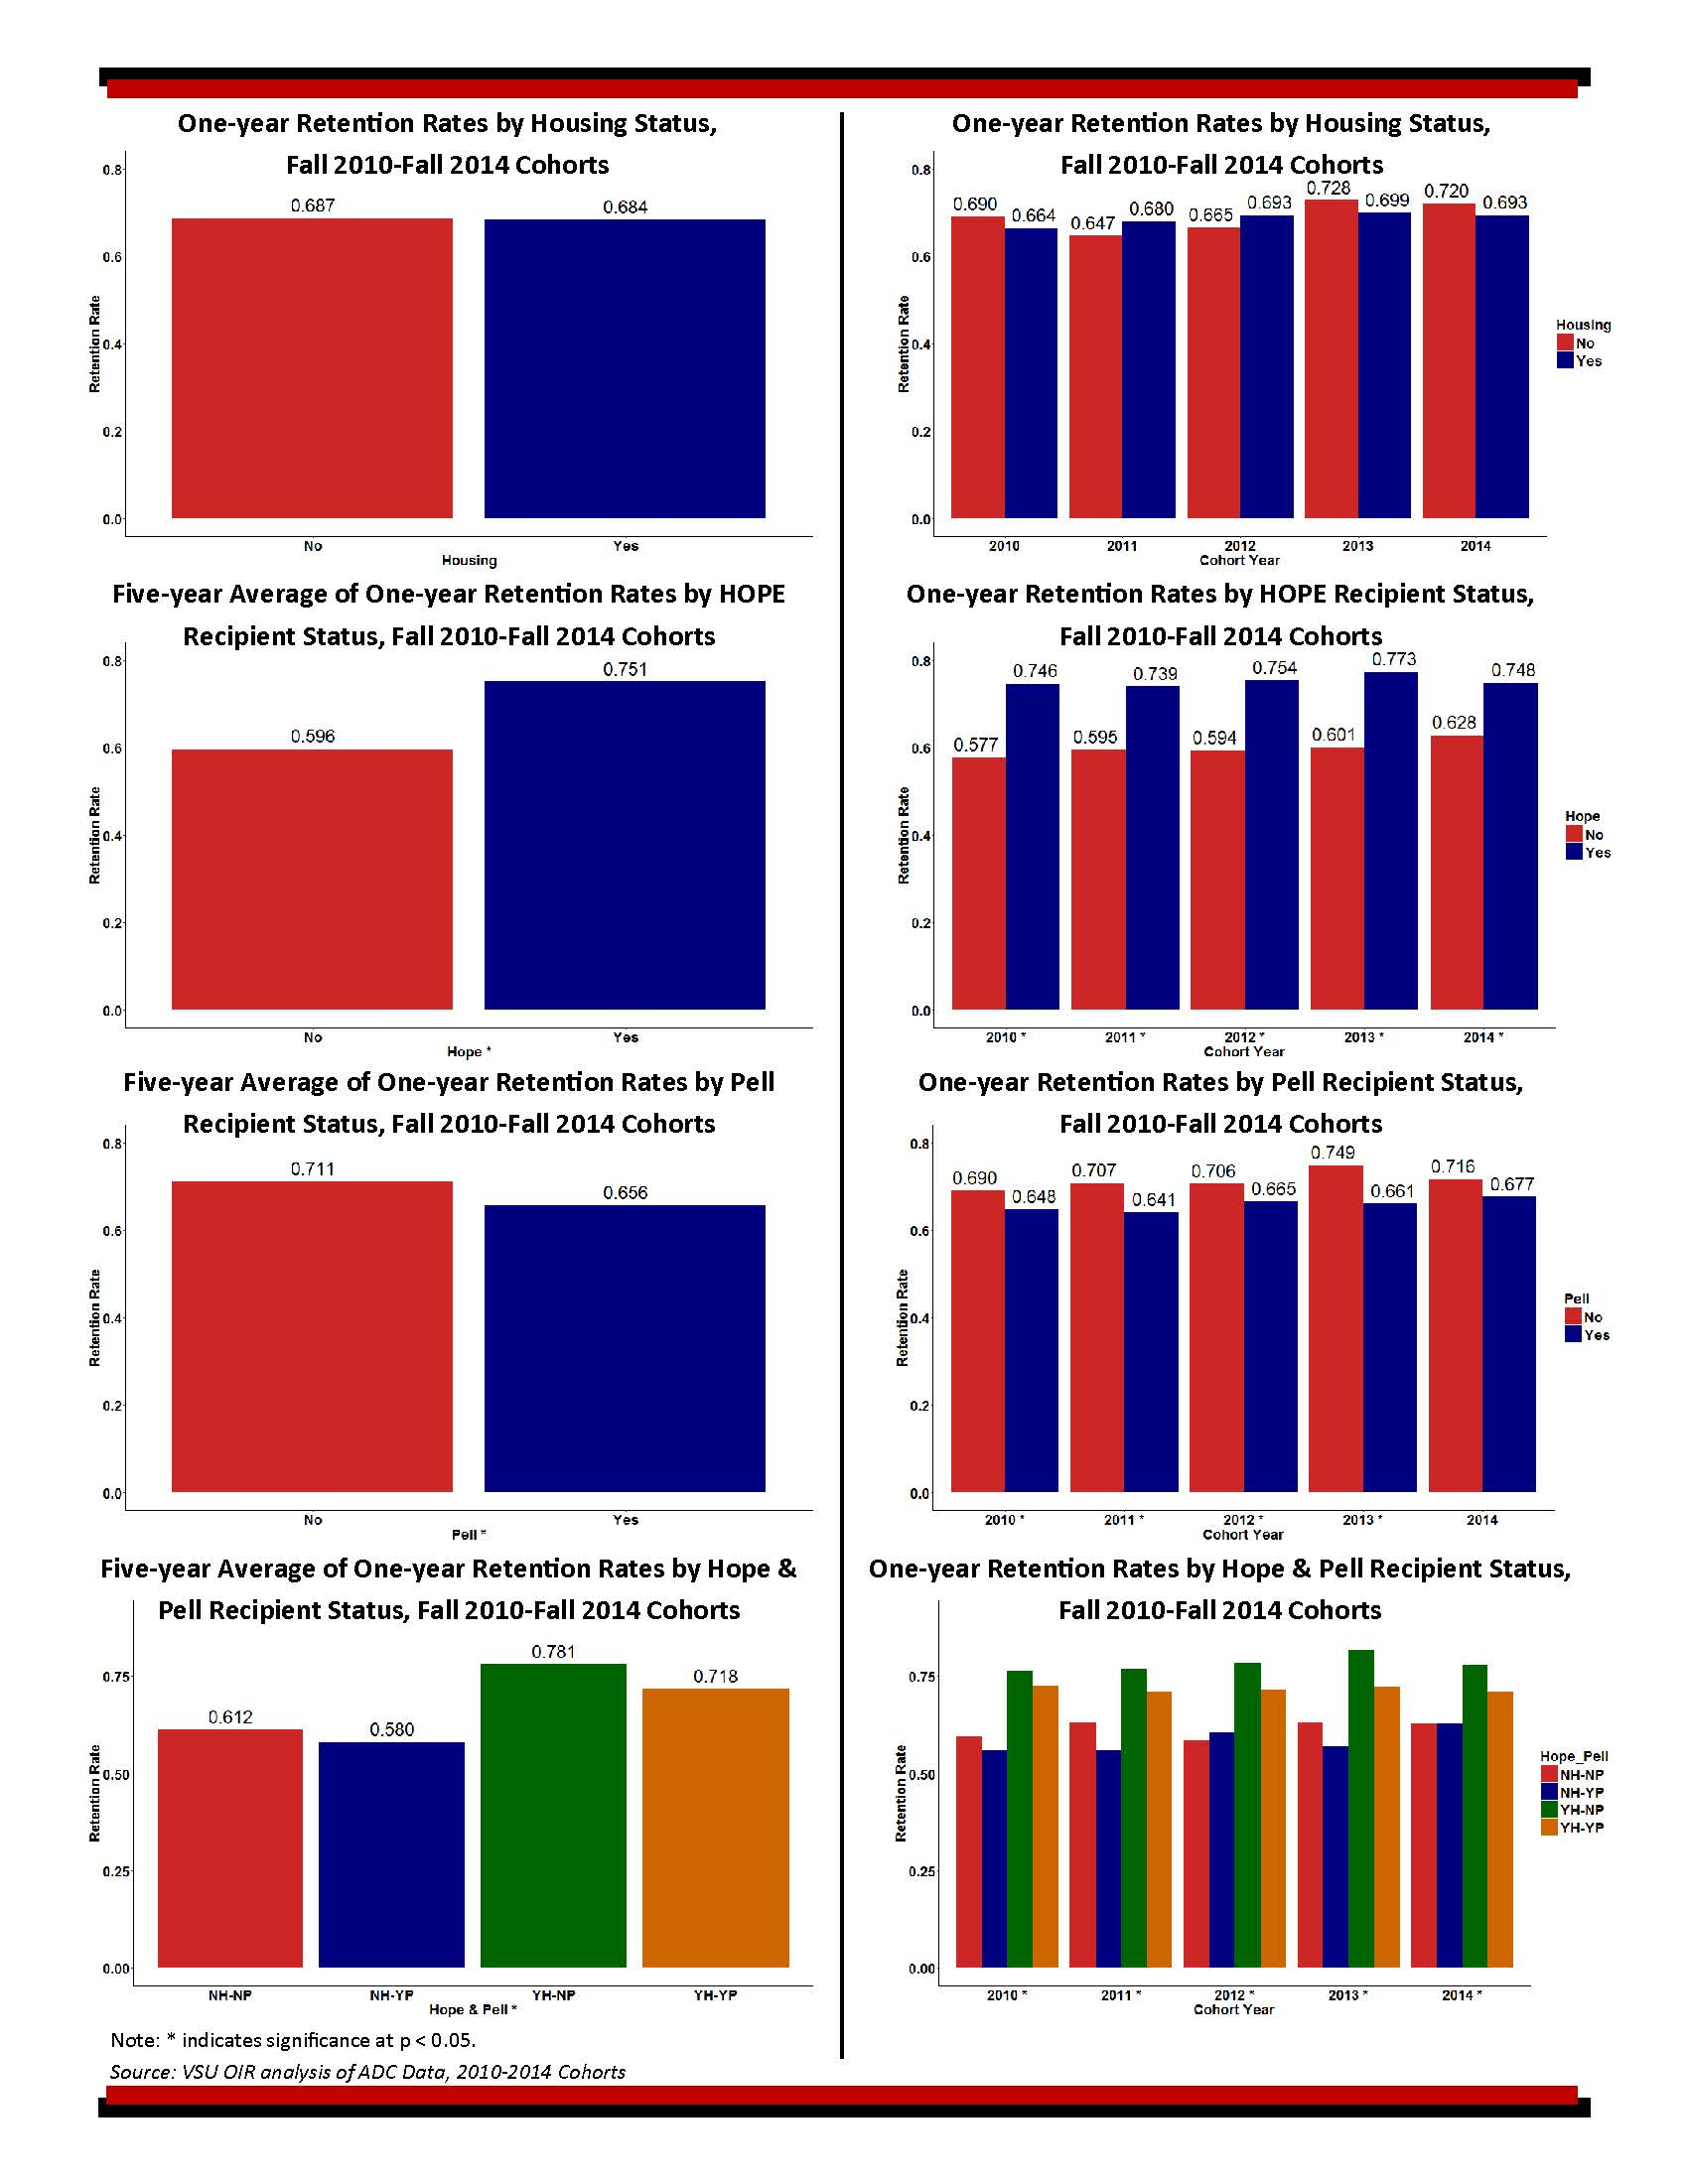 One-year Retention Rates by Housing Status,
Fall 2010-Fall 2014 Cohorts
0.8
0.6
0.4
0.2
0.0
Retention Rate
0.687
0.684
No
Yes
Housing
One-year Retention Rates by Housing Status,
Fall 2010-Fall 2014 Cohorts
0.8
0.6
0.4
0.2
0.0
Retention Rate
0.690
0.664
0.647
0.680
0.665
0.693
0.728
0.699
0.720
0.693
2010
2011
2012
2013
2014
Cohort Year
Housing
No
Yes
Five-year Average of One-year Retention Rates by HOPE
Recipient Status, Fall 2010-Fall 2014 Cohorts
0.8
0.6
0.4
0.2
0.0
Retention Rate
0.596
0.751
No
Yes
Hope *
One-year Retention Rates by HOPE Recipient Status,
Fall 2010-Fall 2014 Cohorts
0.8
0.6
0.4
0.2
0.0
Retention Rate
0.577
0.746
0.595
0.739
0.594
0.754
0.601
0.773
0.628
0.748
2010 *
2011 *
2012 *
2013 *
2014 *
Cohort Year
Hope
No
Yes
Five-year Average of One-year Retention Rates by Pell
Recipient Status, Fall 2010-Fall 2014 Cohorts
0.8
0.6
0.4
0.2
0.0
Retention Rate
0.711
0.656
No
Yes
Pell *
One-year Retention Rates by Pell Recipient Status,
Fall 2010-Fall 2014 Cohorts
0.8
0.6
0.4
0.2
0.0
Retention Rate
0.690
0.648
0.707
0.641
0.706
0.665
0.749
0.661
0.716
0.677
2010 *
2011 *
2012 *
2013 *
2014
Cohort Year
Pell
No
Yes
Five-year Average of One-year Retention Rates by Hope &
Pell Recipient Status, Fall 2010-Fall 2014 Cohorts
0.75
0.50
0.25
0.00
Retention Rate
0.612
0.580
0.781
0.718
NH-NP
NH-YP
YH-NP
YH-YP
Hope & Pell *
One-year Retention Rates by Hope & Pell Recipient Status,
Fall 2010-Fall 2014 Cohorts
0.75
0.50
0.25
0.00
Retention Rate
2010 *
2011 *
2012 *
2013 *
2014 *
Cohort Year
Hope_Pell
NH-NP
NH-YP
YH-NP
YH-YP
Note: * indicates significance at p < 0.05.
Source: VSU OIR analysis of ADC Data, 2010-2014 Cohorts